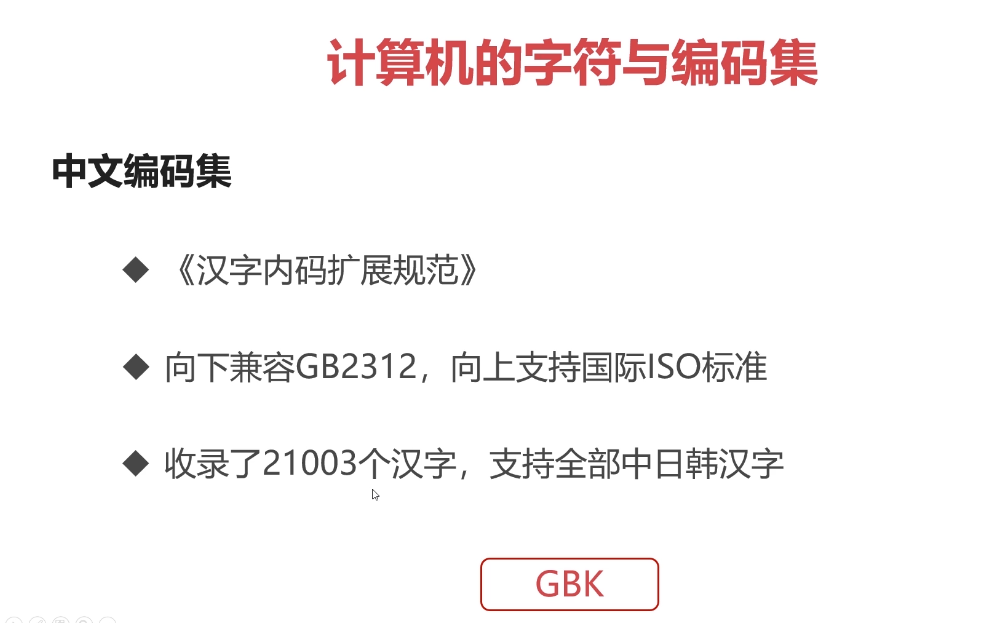 计算机的字符与编码集
中文编码集
◆ 《汉字内码扩展规范》
◆ 向下兼容GB2312，向上支持国际ISO标准
◆ 收录了21003个汉字，支持全部中日韩汉字
GBK